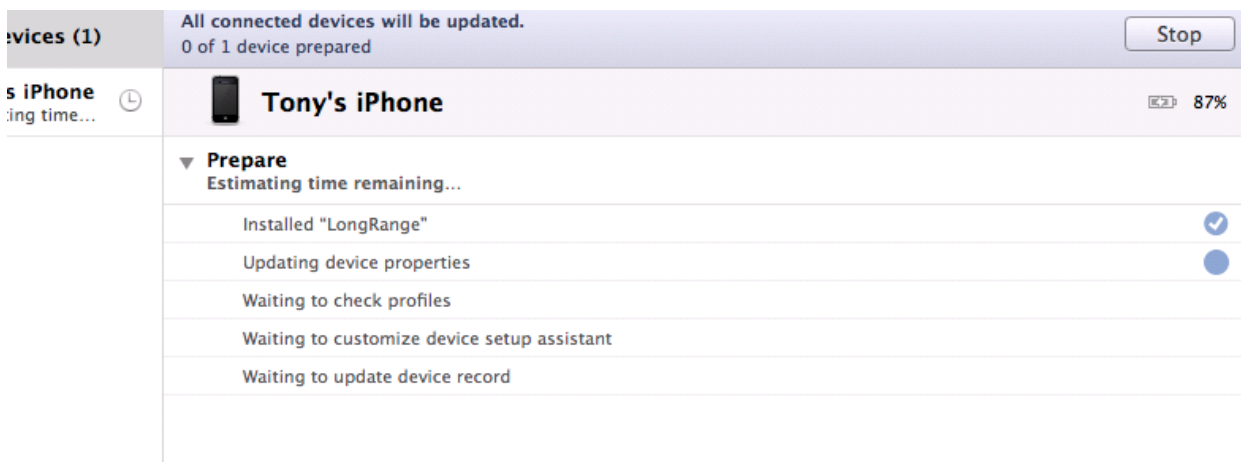 evices (1)
s iPhone
ing time...
All connected devices will be updated.
0 of 1 device prepared
Stop
Tony's iPhone
87%
Prepare
Estimating time remaining...
Installed "LongRange"
Updating device properties
Waiting to check profiles
Waiting to customize device setup assistant
Waiting to update device record